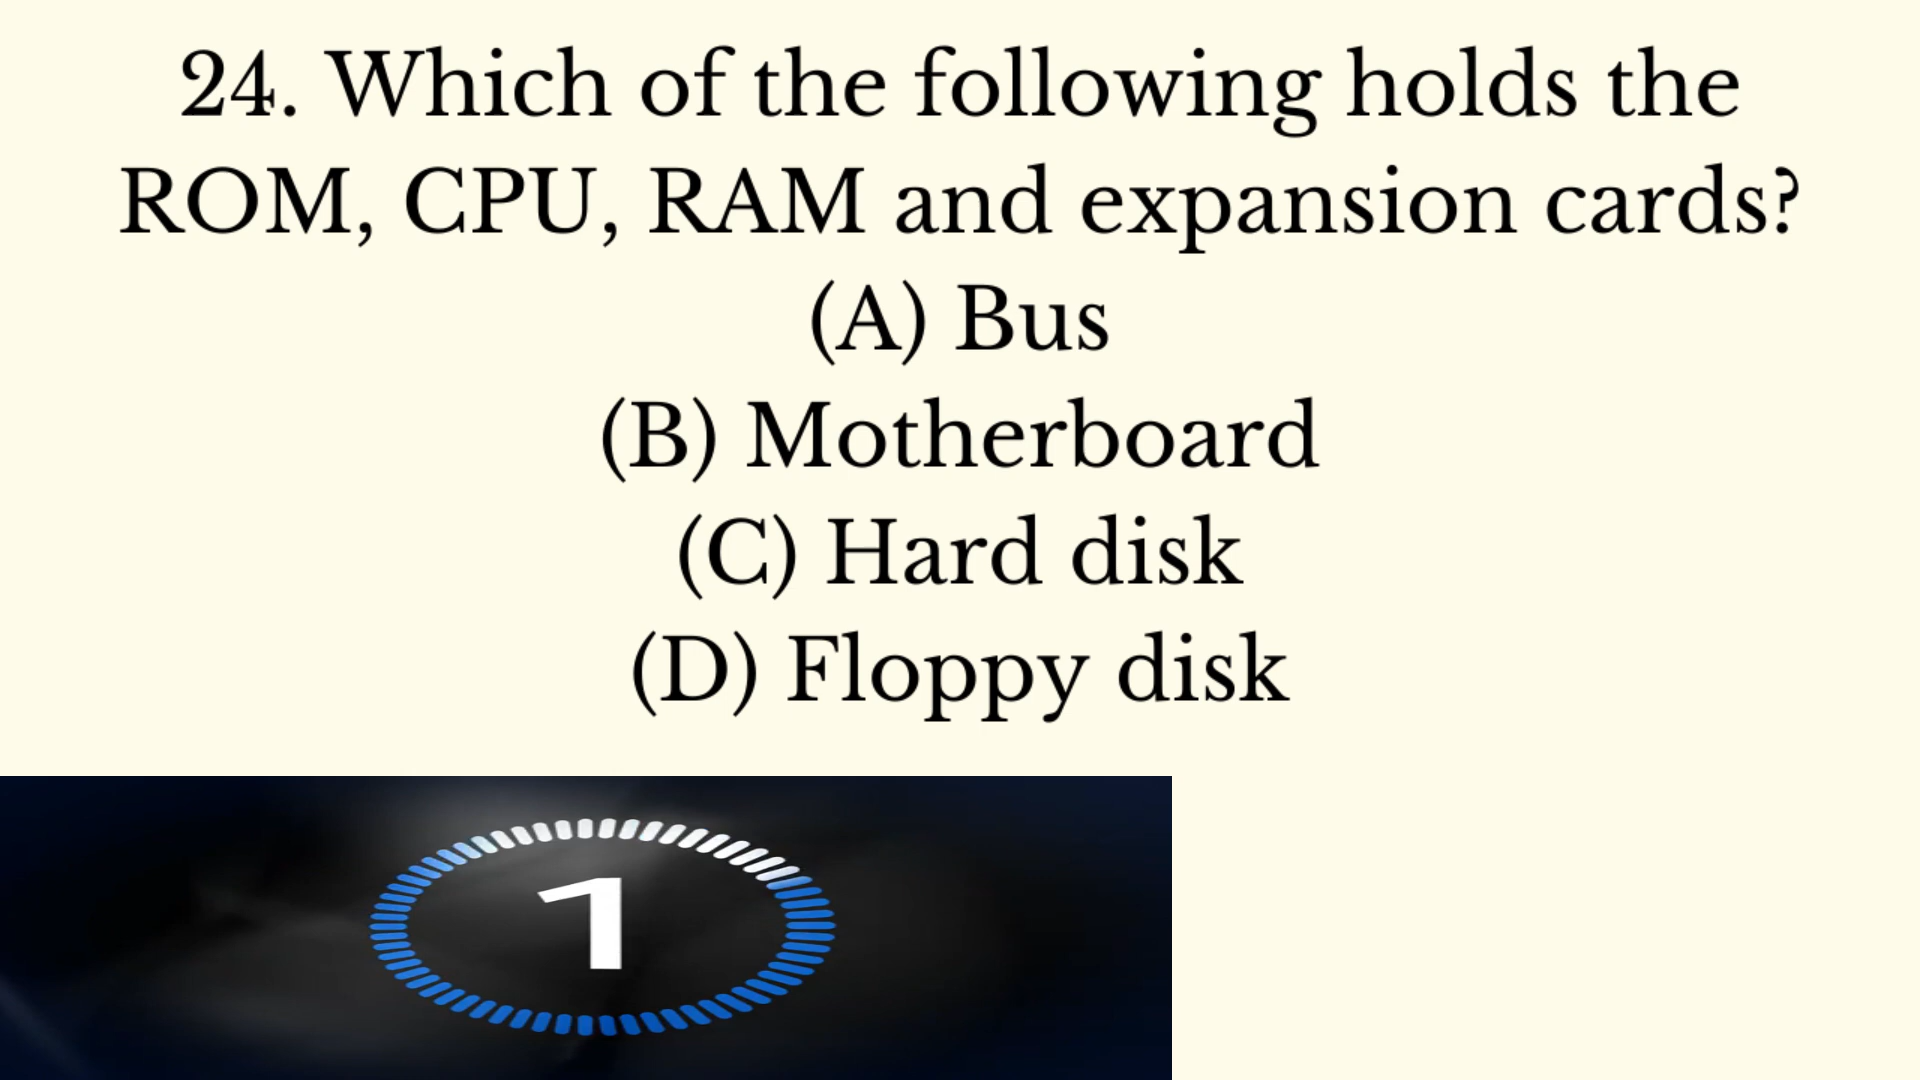 24. Which of the following holds the
ROM, CPU, RAM and expansion cards?
(A) Bus
(B) Motherboard
(C) Hard disk
(D) Floppy disk
1